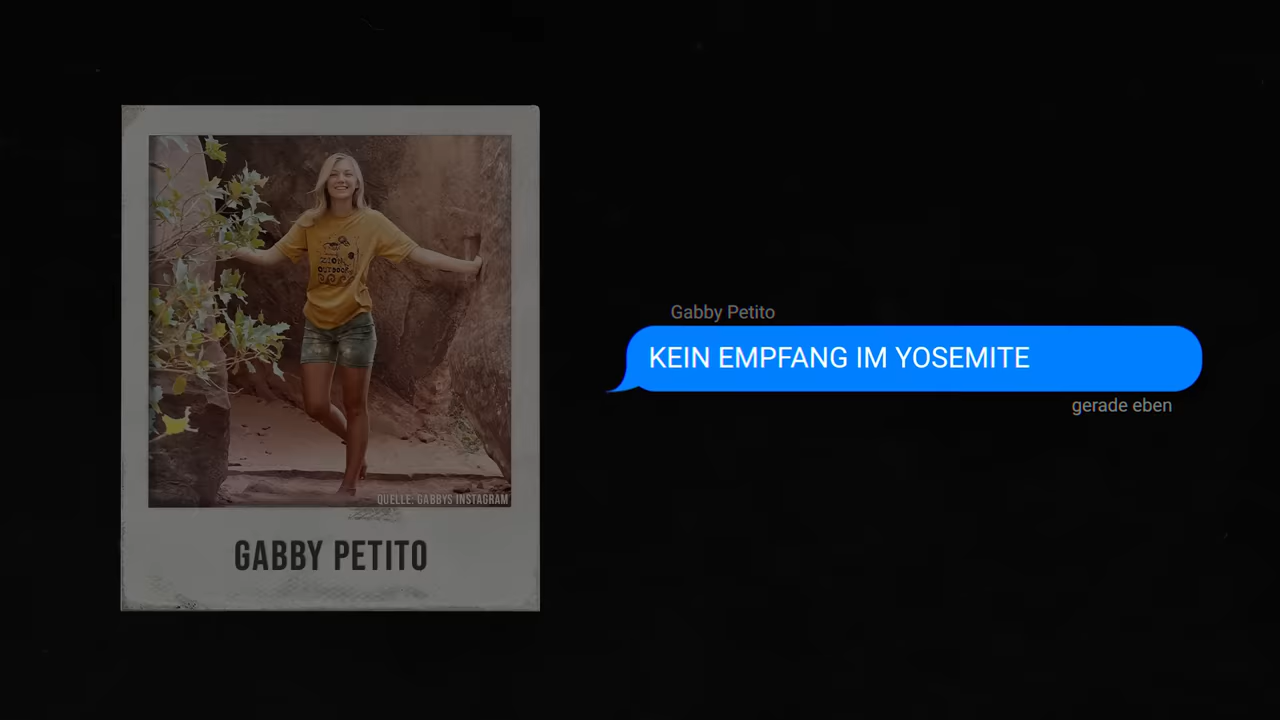 QUELLE: GABBYS INSTAGRAM
GABBY PETITO
Gabby Petito
KEIN EMPFANG IM YOSEMITE
gerade eben